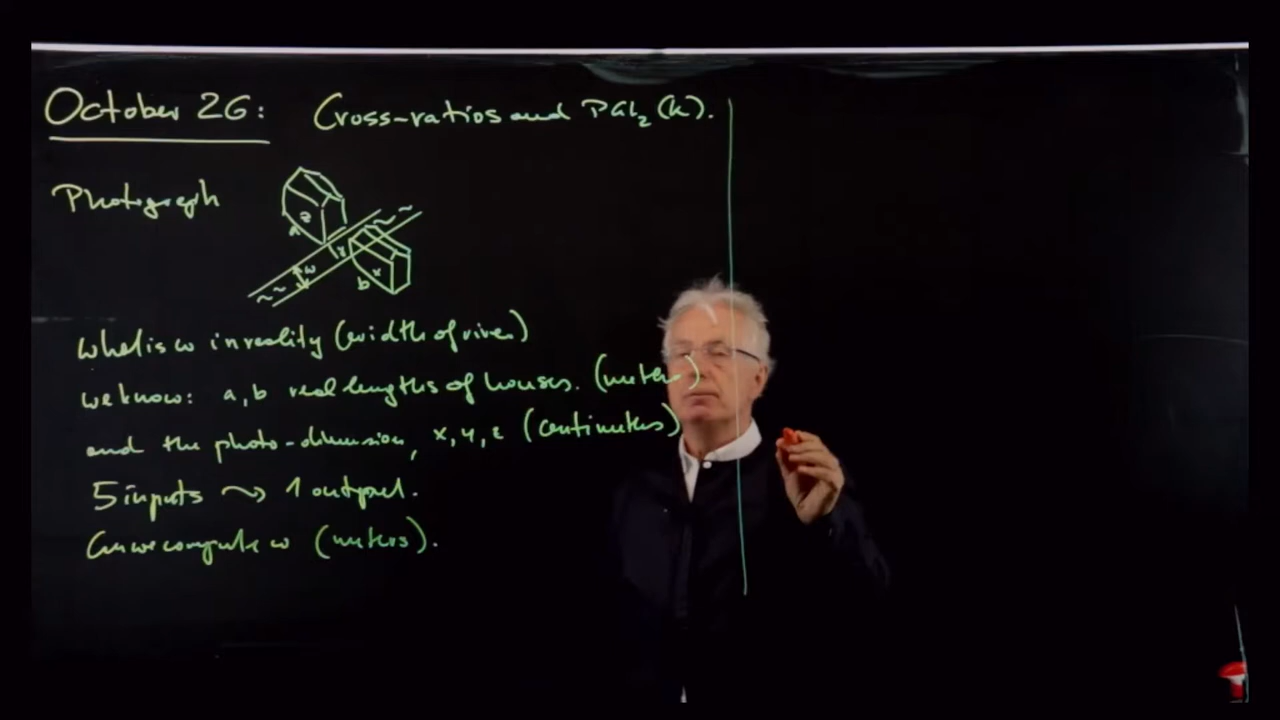 October 26: Cross-ratios and PGL₂(k).
Photograph
a z
w y
b x
What is w in reality (width of river)
we know: a, b real lengths of houses. (meter)
and the photo-dimension, x, y, z (centimeters)
5 inputs ⤳ 1 output.
Can we compute w (meters).